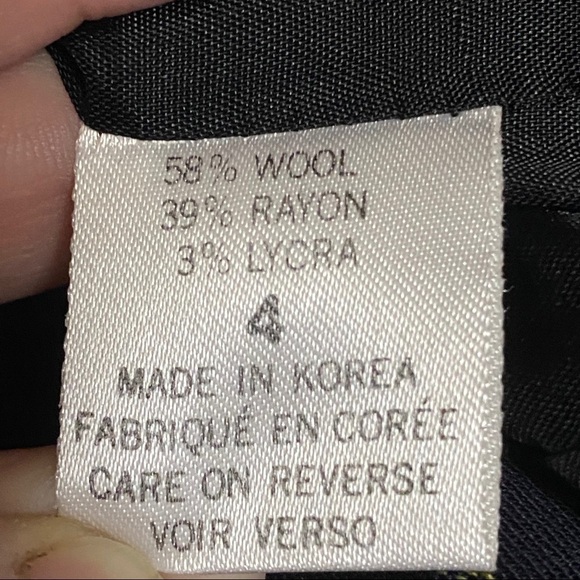 58% WOOL
39% RAYON
3% LYCRA
4
MADE IN KOREA
FABRIQUÉ EN CORÉE
CARE ON REVERSE
VOIR VERSO